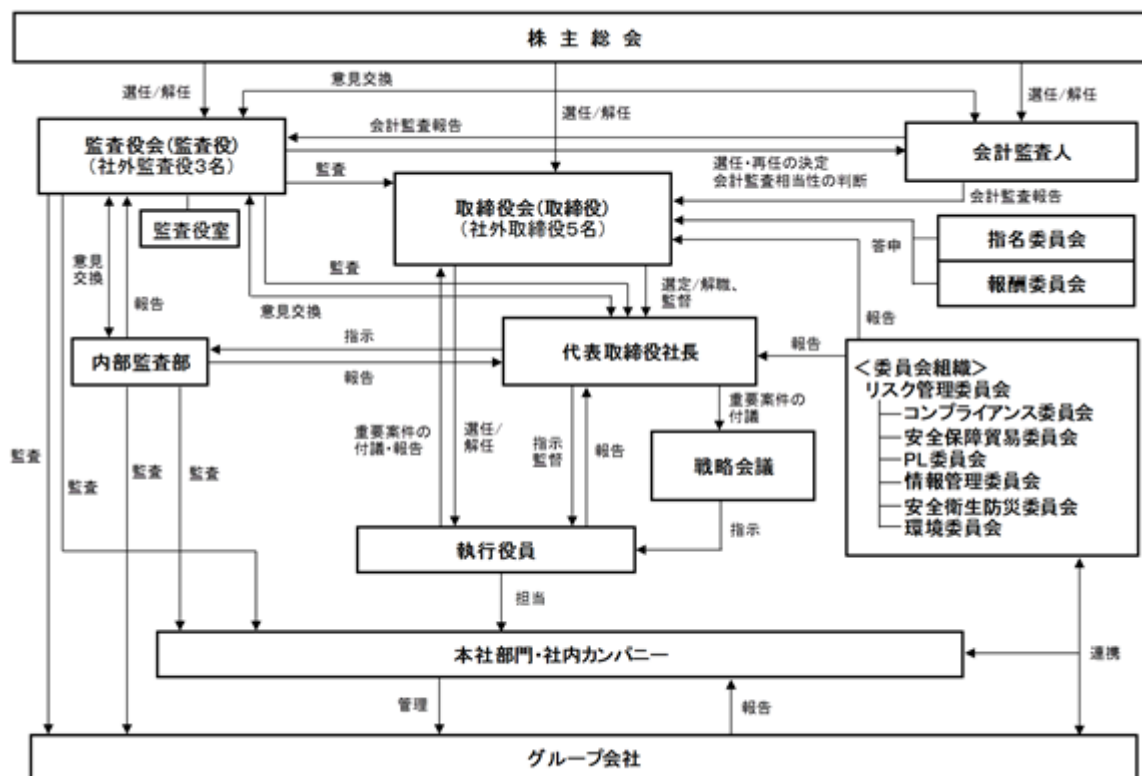 株主総会
選任/解任
意見交換
選任/解任
選任/解任
監査役会(監査役)
(社外監査役3名)
会計監査報告
会計監査人
選任・再任の決定
会計監査相当性の判断
監査
会計監査報告
取締役会(取締役)
(社外取締役5名)
監査役室
指名委員会
答申
報酬委員会
意見
交換
監査
選定/解職、
監督
報告
意見交換
報告
指示
代表取締役社長
報告
内部監査部
報告
<委員会組織>
リスク管理委員会
コンプライアンス委員会
安全保障貿易委員会
PL委員会
情報管理委員会
安全衛生防災委員会
環境委員会
重要案件の
付議
重要案件の
付議・報告
選任/
解任
指示
監督
報告
戦略会議
監査
監査
監査
監査
指示
執行役員
担当
本社部門・社内カンパニー
連携
管理
報告
グループ会社